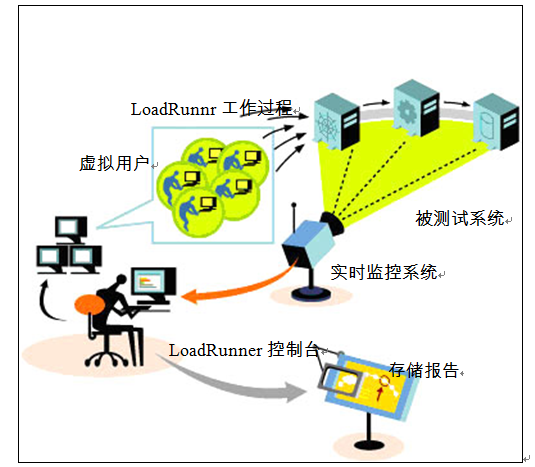 LoadRunnr 工作过程
虚拟用户
被测试系统
实时监控系统
LoadRunner 控制台
存储报告